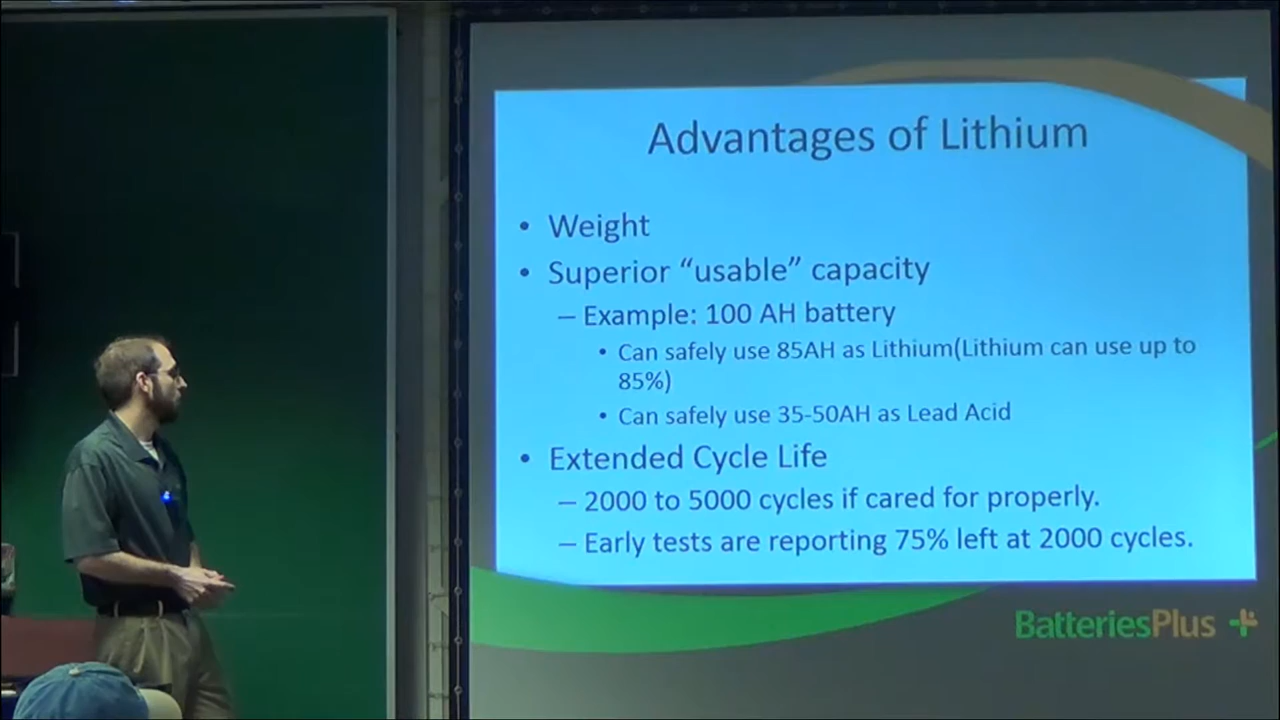 Advantages of Lithium
• Weight
• Superior “usable” capacity
– Example: 100 AH battery
• Can safely use 85AH as Lithium(Lithium can use up to
85%)
• Can safely use 35-50AH as Lead Acid
• Extended Cycle Life
– 2000 to 5000 cycles if cared for properly.
– Early tests are reporting 75% left at 2000 cycles.
BatteriesPlus